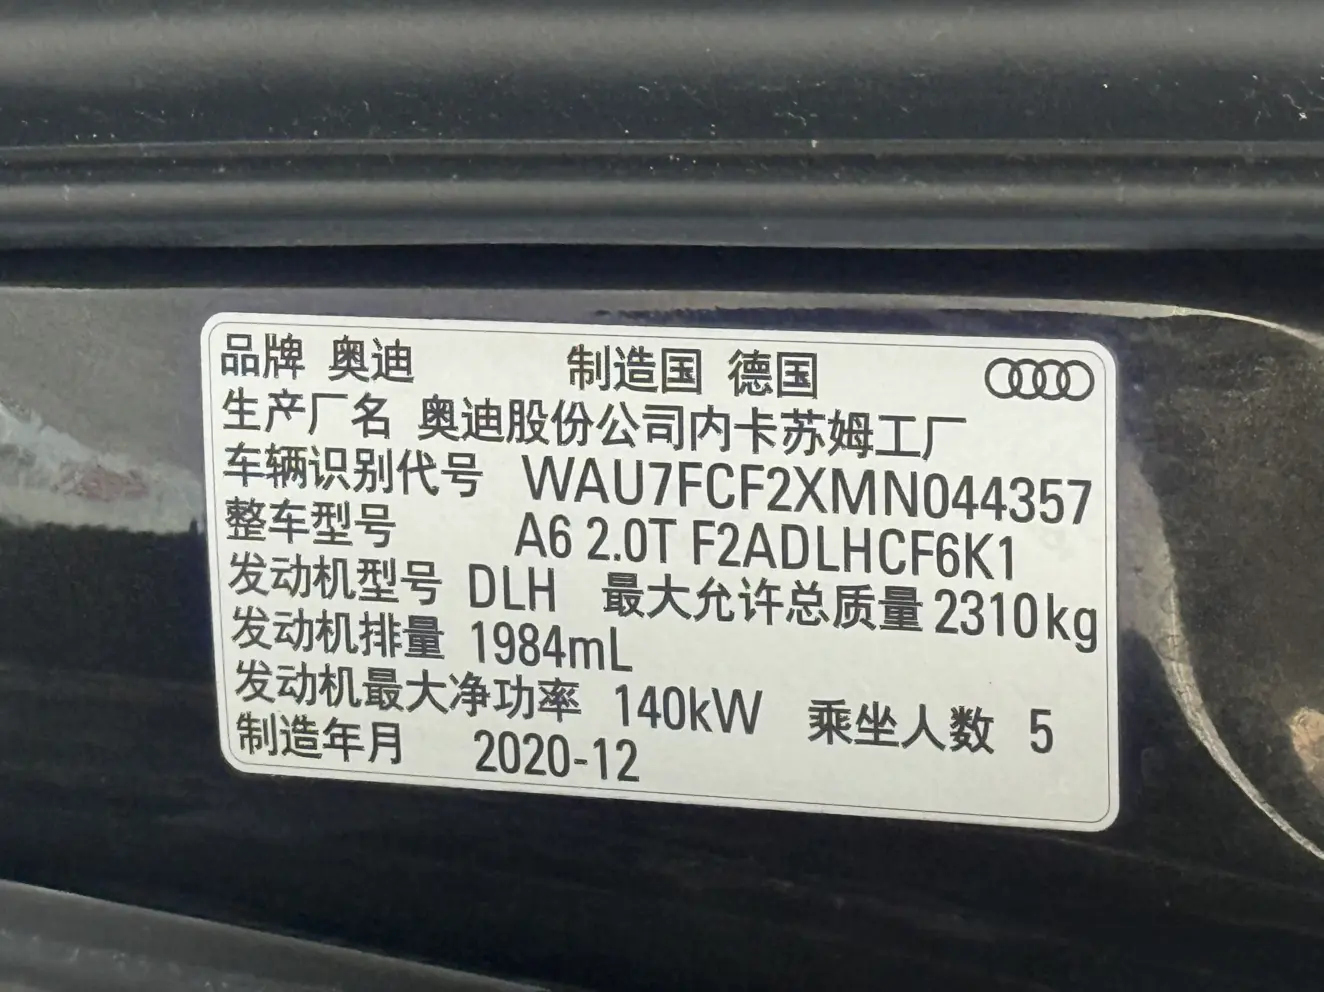 品牌 奥迪 制造国 德国
生产厂名 奥迪股份公司内卡苏姆工厂
车辆识别代号 WAU7FCF2XMN044357
整车型号 A6 2.0T F2ADLHCF6K1
发动机型号 DLH 最大允许总质量 2310kg
发动机排量 1984mL
发动机最大净功率 140kW 乘坐人数 5
制造年月 2020-12